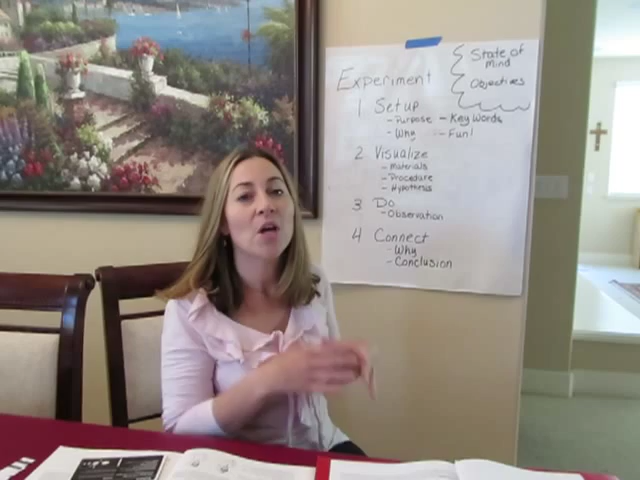 Experiment
State of
mind
Objectives
1 Setup
- Purpose - Key Words
- Why - Fun!
2 Visualize
- Materials
- Procedure
- Hypothesis
3 Do
- Observation
4 Connect
- Why
- Conclusion